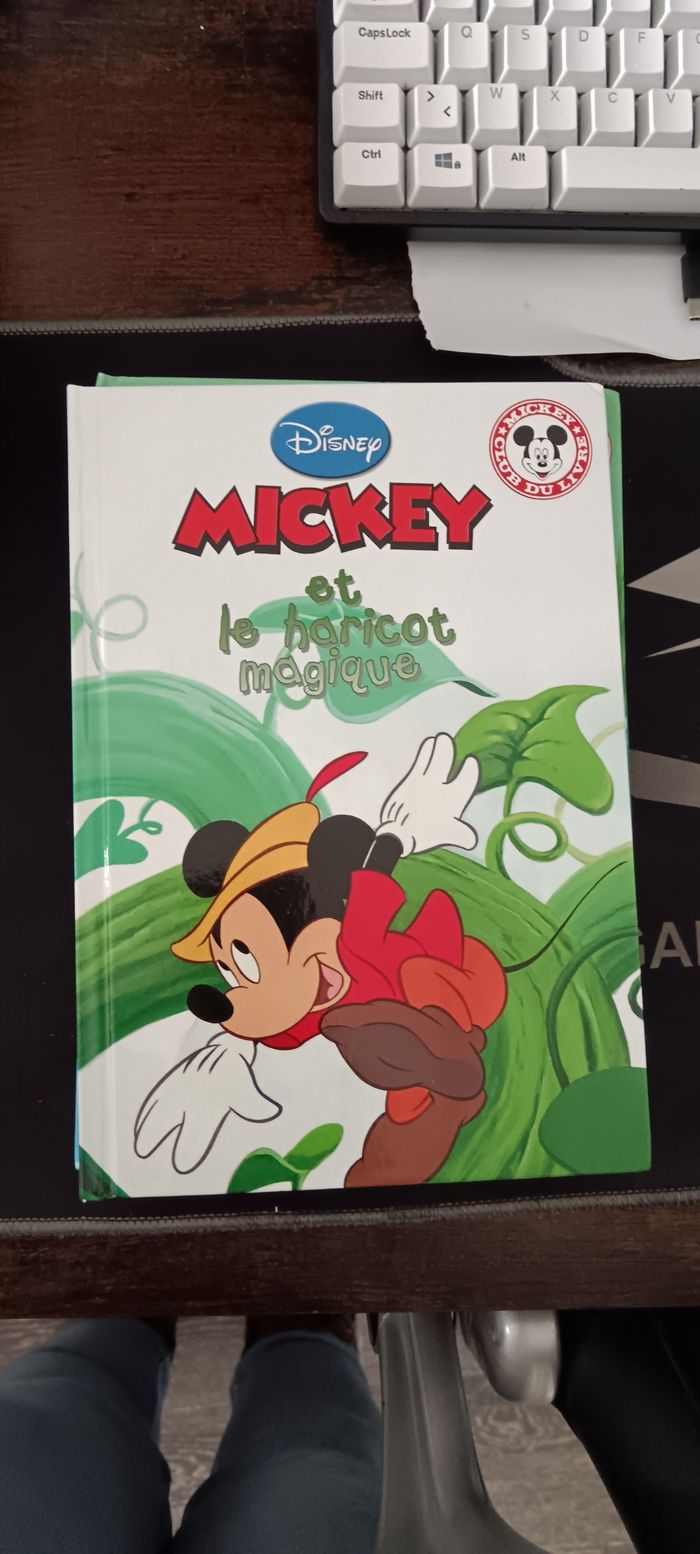 CapsLock
Q
S
D
F
Shift
>
<
W
X
C
V
Ctrl
Alt
Disney
MICKEY
CLUB DU LIVRE
MICKEY
et
le haricot
magique